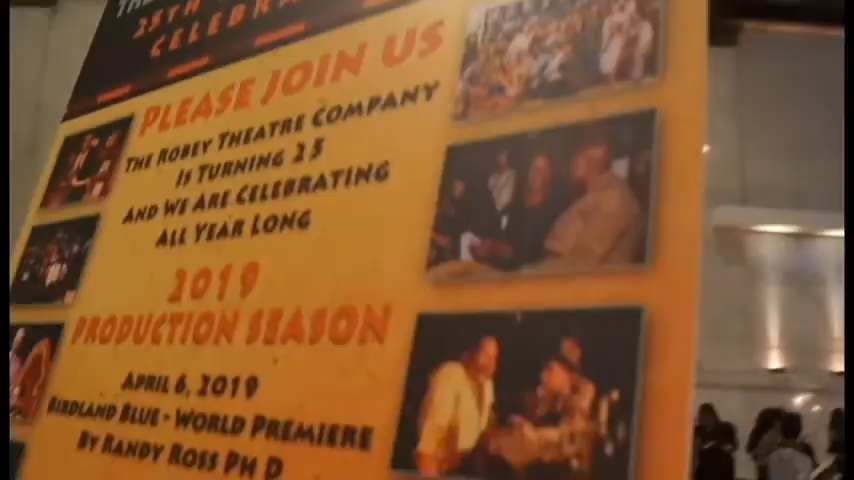 25TH
CELEBRA
PLEASE JOIN US
THE ROBEY THEATRE COMPANY
IS TURNING 25
AND WE ARE CELEBRATING
ALL YEAR LONG
2019
PRODUCTION SEASON
APRIL 6, 2019
BIRDLAND BLUE - WORLD PREMIERE
BY RANDY ROSS PH D